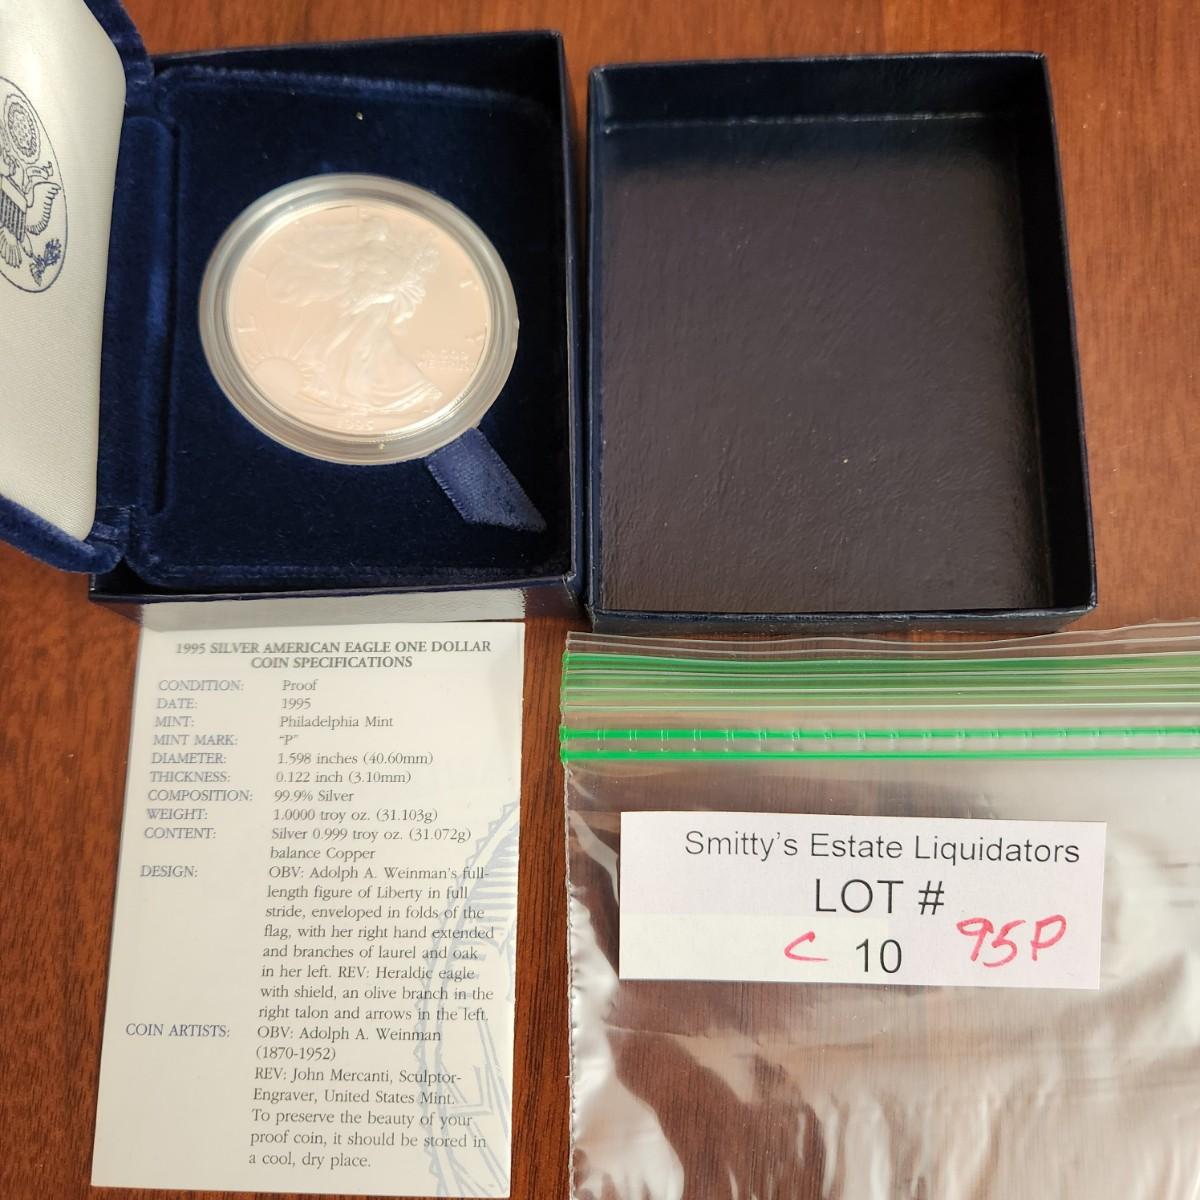 IN GOD
WE TRUST
1995
1995 SILVER AMERICAN EAGLE ONE DOLLAR
COIN SPECIFICATIONS
CONDITION: Proof
DATE: 1995
MINT: Philadelphia Mint
MINT MARK: "P"
DIAMETER: 1.598 inches (40.60mm)
THICKNESS: 0.122 inch (3.10mm)
COMPOSITION: 99.9% Silver
WEIGHT: 1.0000 troy oz. (31.103g)
CONTENT: Silver 0.999 troy oz. (31.072g)
balance Copper
DESIGN: OBV: Adolph A. Weinman's full-
length figure of Liberty in full
stride, enveloped in folds of the
flag, with her right hand extended
and branches of laurel and oak
in her left. REV: Heraldic eagle
with shield, an olive branch in the
right talon and arrows in the left.
COIN ARTISTS: OBV: Adolph A. Weinman
(1870-1952)
REV: John Mercanti, Sculptor-
Engraver, United States Mint.
To preserve the beauty of your
proof coin, it should be stored in
a cool, dry place.
Smitty's Estate Liquidators
LOT #
C 10 95P